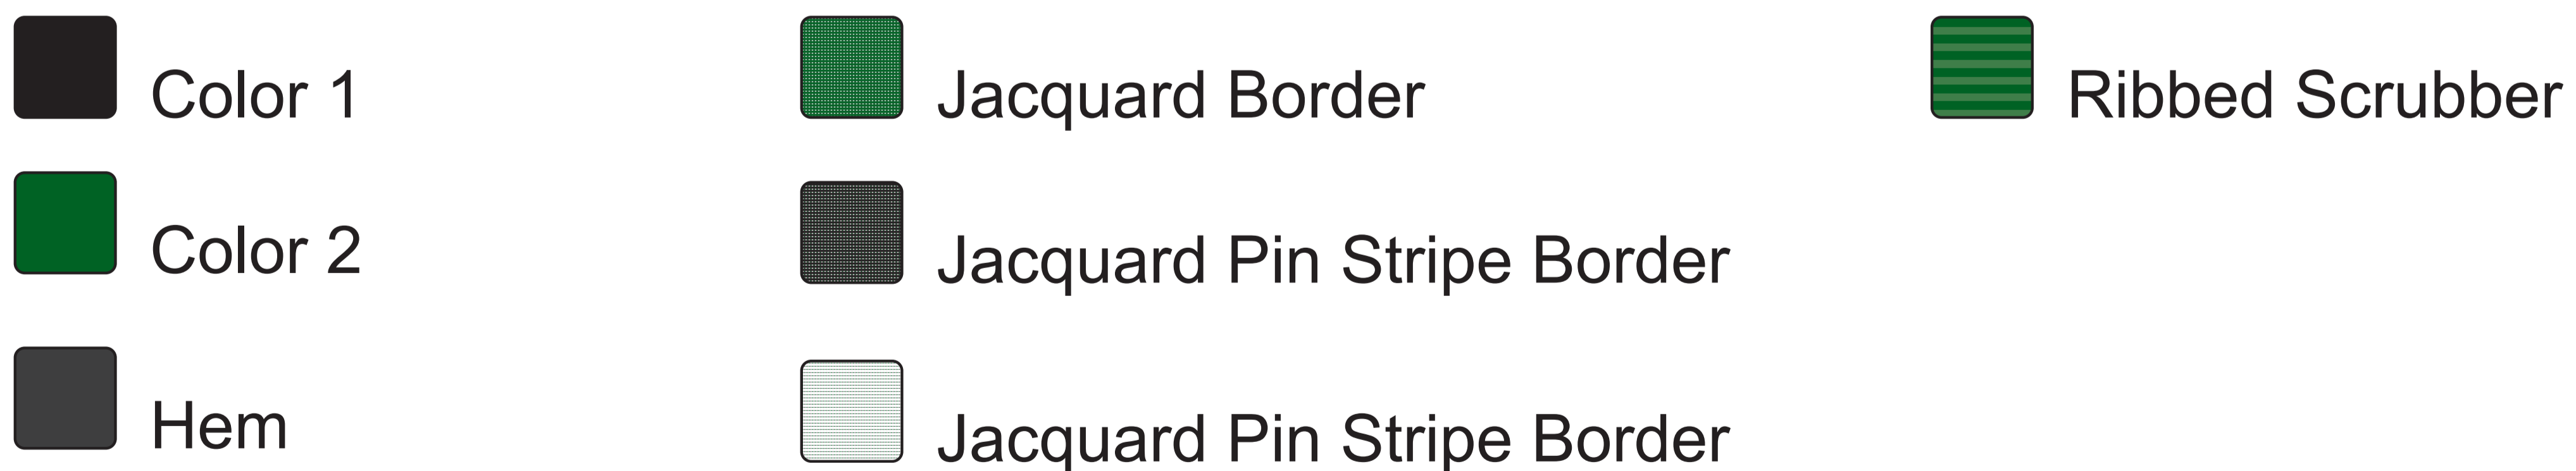 Color 1
Color 2
Hem
Jacquard Border
Jacquard Pin Stripe Border
Jacquard Pin Stripe Border
Ribbed Scrubber